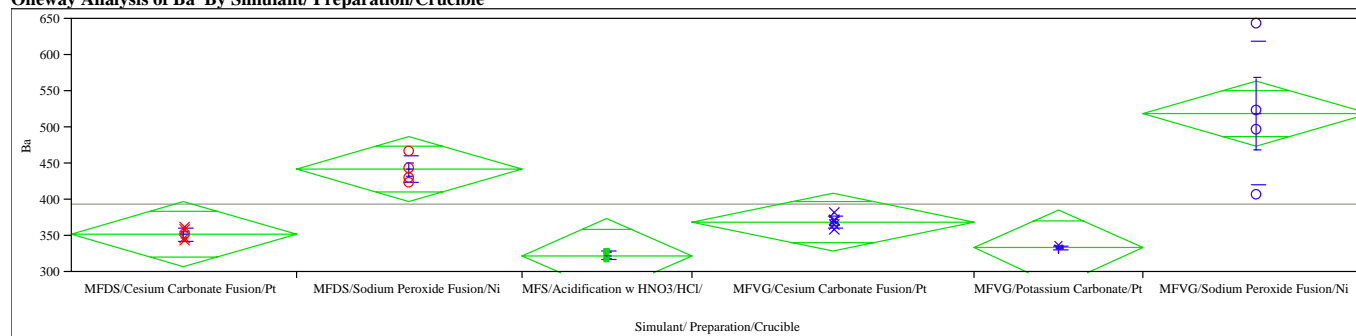 Oneway Analysis of Ba By Simulant/ Preparation/Crucible
650
600
550
500
450
400
350
300
Ba
MFDS/Cesium Carbonate Fusion/Pt
MFDS/Sodium Peroxide Fusion/Ni
MFS/Acidification w HNO3/HCl/
MFVG/Cesium Carbonate Fusion/Pt
MFVG/Potassium Carbonate/Pt
MFVG/Sodium Peroxide Fusion/Ni
Simulant/ Preparation/Crucible